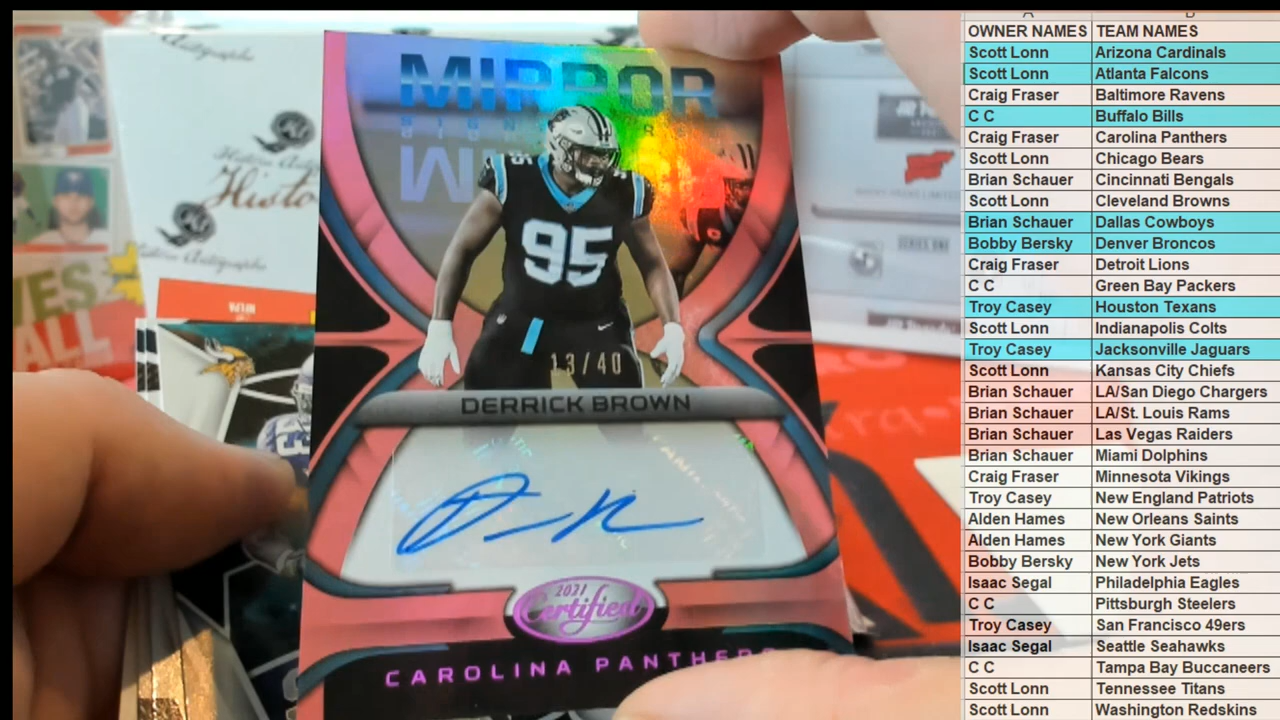 A B
OWNER NAMES TEAM NAMES
Scott Lonn Arizona Cardinals
Scott Lonn Atlanta Falcons
Craig Fraser Baltimore Ravens
C C Buffalo Bills
Craig Fraser Carolina Panthers
Scott Lonn Chicago Bears
Brian Schauer Cincinnati Bengals
Scott Lonn Cleveland Browns
Brian Schauer Dallas Cowboys
Bobby Bersky Denver Broncos
Craig Fraser Detroit Lions
C C Green Bay Packers
Troy Casey Houston Texans
Scott Lonn Indianapolis Colts
Troy Casey Jacksonville Jaguars
Scott Lonn Kansas City Chiefs
Brian Schauer LA/San Diego Chargers
Brian Schauer LA/St. Louis Rams
Brian Schauer Las Vegas Raiders
Brian Schauer Miami Dolphins
Craig Fraser Minnesota Vikings
Troy Casey New England Patriots
Alden Hames New Orleans Saints
Alden Hames New York Giants
Bobby Bersky New York Jets
Isaac Segal Philadelphia Eagles
C C Pittsburgh Steelers
Troy Casey San Francisco 49ers
Isaac Segal Seattle Seahawks
C C Tampa Bay Buccaneers
Scott Lonn Tennessee Titans
Scott Lonn Washington Redskins
MIRROR
95
95
13/40
DERRICK BROWN
2021
Certified
CAROLINA PANTHERS